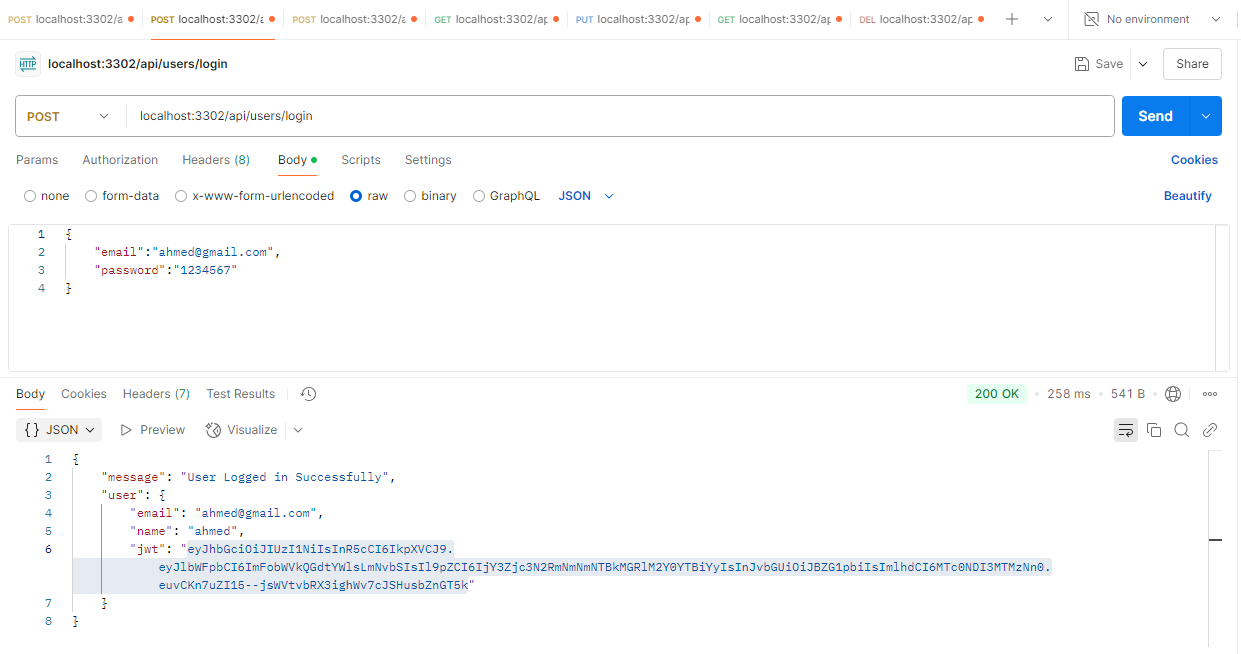 POST localhost:3302/a POST localhost:3302/a POST localhost:3302/a GET localhost:3302/ap PUT localhost:3302/ap GET localhost:3302/ap DEL localhost:3302/ap No environment
HTTP localhost:3302/api/users/login Save Share
POST localhost:3302/api/users/login Send
Params Authorization Headers (8) Body Scripts Settings Cookies
none form-data x-www-form-urlencoded raw binary GraphQL JSON Beautify
1 {
2 "email":"ahmed@gmail.com",
3 "password":"1234567"
4 }
Body Cookies Headers (7) Test Results 200 OK 258 ms 541 B
{} JSON Preview Visualize
1 {
2 "message": "User Logged in Successfully",
3 "user": {
4 "email": "ahmed@gmail.com",
5 "name": "ahmed",
6 "jwt": "eyJhbGciOiJIUzI1NiIsInR5cCI6IkpXVCJ9.
eyJlbWFpbCI6ImFobWVkQGdtYWlsLmNvbSIsIl9pZCI6IjY3Zjc3N2RmNmNmNTBkMGRlM2Y0YTBiYyIsInJvbGUiOiJBZG1pbiIsImlhdCI6MTc0NDI3MTMzNn0.
euvCKn7uZI15--jsWVtvbRX3ighWv7cJSHusbZnGT5k"
7 }
8 }